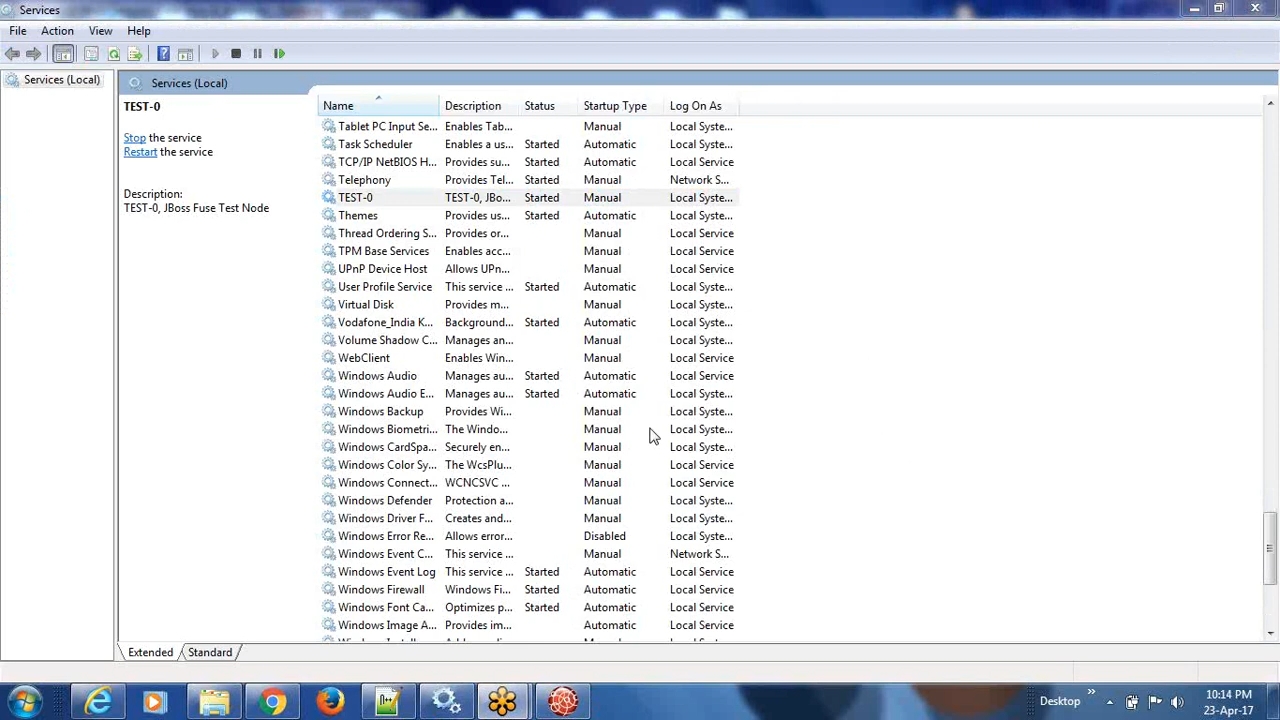 Services
File Action View Help
Services (Local) Services (Local)
TEST-0
Stop the service
Restart the service
Description:
TEST-0, JBoss Fuse Test Node
Name Description Status Startup Type Log On As
Tablet PC Input Se... Enables Tab... Manual Local Syste...
Task Scheduler Enables a us... Started Automatic Local Syste...
TCP/IP NetBIOS H... Provides su... Started Automatic Local Service
Telephony Provides Tel... Started Manual Network S...
TEST-0 TEST-0, JBo... Started Manual Local Syste...
Themes Provides us... Started Automatic Local Syste...
Thread Ordering S... Provides or... Manual Local Service
TPM Base Services Enables acc... Manual Local Service
UPnP Device Host Allows UPn... Manual Local Service
User Profile Service This service ... Started Automatic Local Syste...
Virtual Disk Provides m... Manual Local Syste...
Vodafone_India K... Background... Started Automatic Local Syste...
Volume Shadow C... Manages an... Manual Local Syste...
WebClient Enables Win... Manual Local Service
Windows Audio Manages au... Started Automatic Local Service
Windows Audio E... Manages au... Started Automatic Local Syste...
Windows Backup Provides Wi... Manual Local Syste...
Windows Biometri... The Windo... Manual Local Syste...
Windows CardSpa... Securely en... Manual Local Syste...
Windows Color Sy... The WcsPlu... Manual Local Service
Windows Connect... WCNCSVC ... Manual Local Service
Windows Defender Protection a... Manual Local Syste...
Windows Driver F... Creates and... Manual Local Syste...
Windows Error Re... Allows error... Disabled Local Syste...
Windows Event C... This service ... Manual Network S...
Windows Event Log This service ... Started Automatic Local Service
Windows Firewall Windows Fi... Started Automatic Local Service
Windows Font Ca... Optimizes p... Started Automatic Local Service
Windows Image A... Provides im... Automatic Local Service
Extended Standard
Desktop
10:14 PM
23-Apr-17